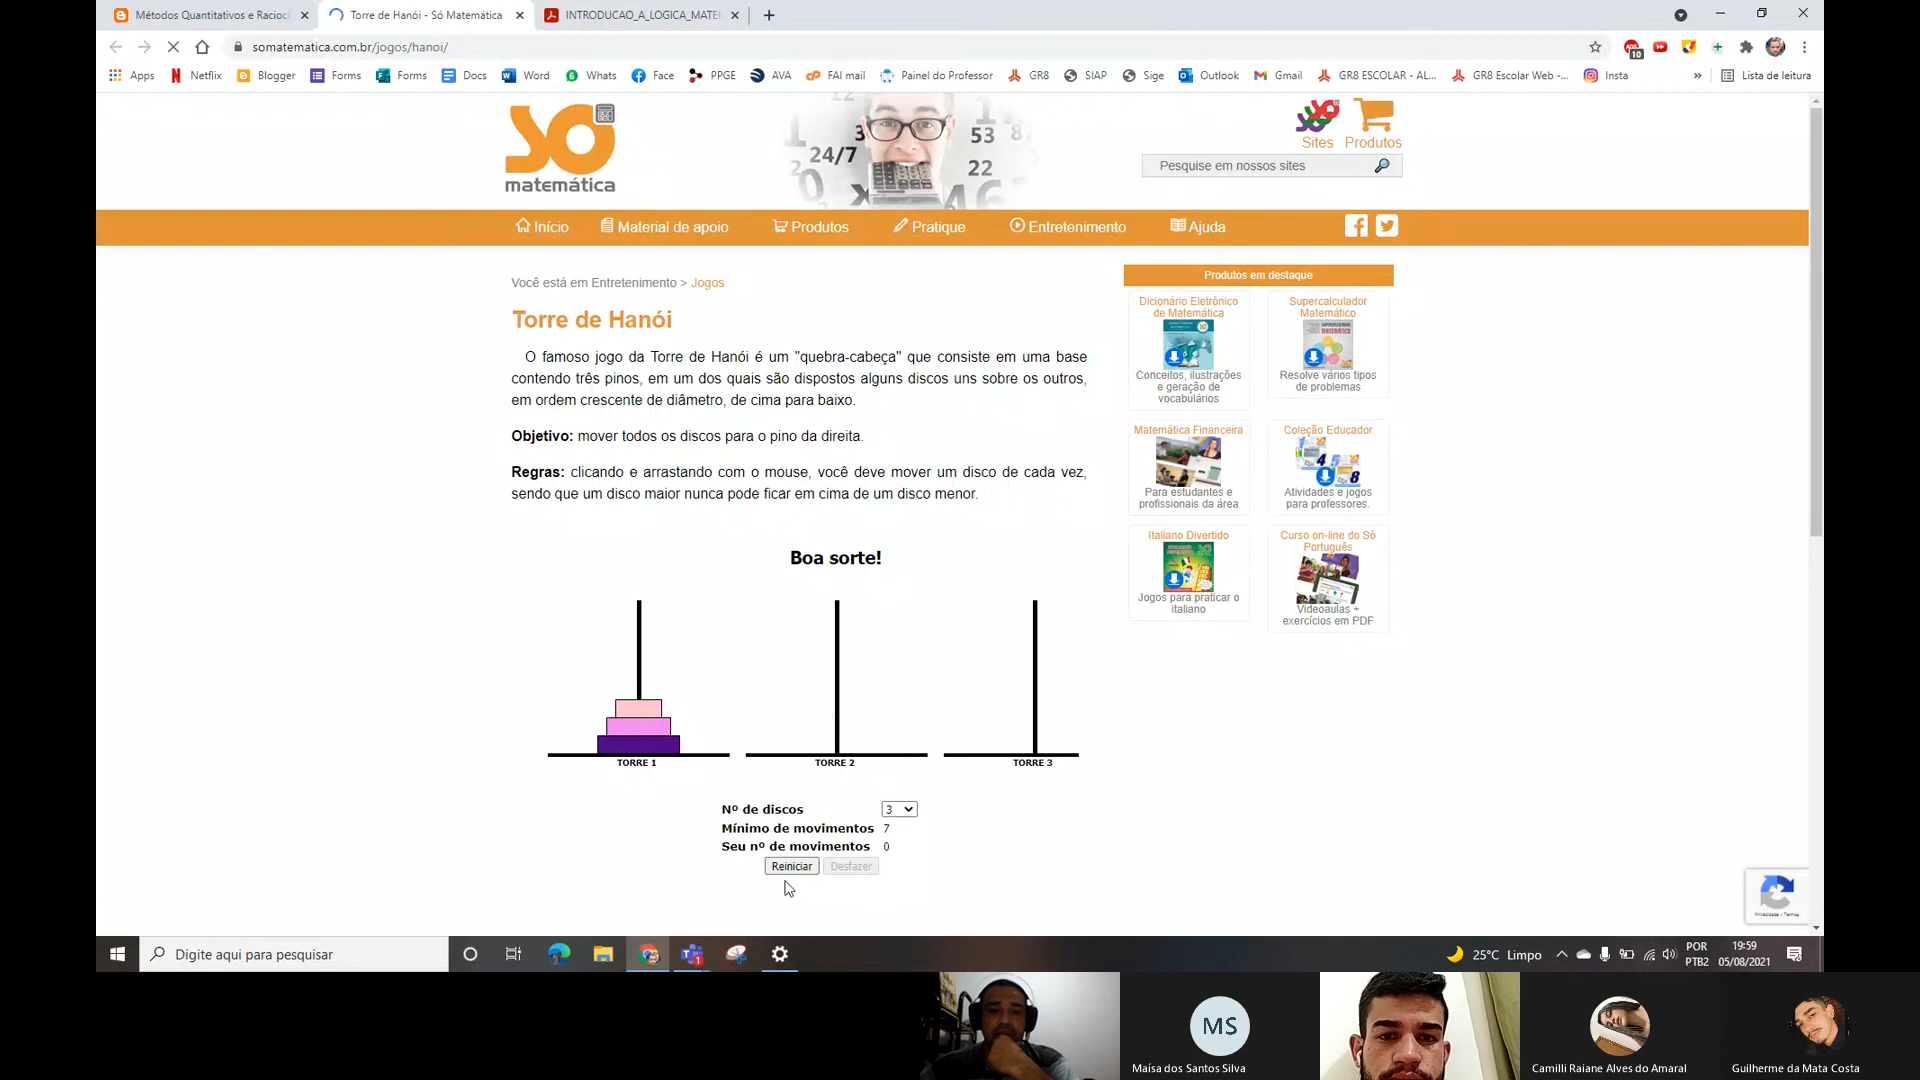 Métodos Quantitativos e Racioc
Torre de Hanói - Só Matemática
INTRODUCAO_A_LOGICA_MATE
somatematica.com.br/jogos/hanoi/
10
Apps
Netflix
Blogger
Forms
Forms
Docs
Word
Whats
Face
PPGE
AVA
FAI mail
Painel do Professor
GR8
SIAP
Sige
Outlook
Gmail
GR8 ESCOLAR - AL...
GR8 Escolar Web -...
Insta
»
Lista de leitura
SO
matemática
24/7
53
22
Sites
Produtos
Pesquise em nossos sites
Início
Material de apoio
Produtos
Pratique
Entretenimento
Ajuda
Você está em Entretenimento > Jogos
Torre de Hanói
O famoso jogo da Torre de Hanói é um "quebra-cabeça" que consiste em uma base
contendo três pinos, em um dos quais são dispostos alguns discos uns sobre os outros,
em ordem crescente de diâmetro, de cima para baixo.
Objetivo: mover todos os discos para o pino da direita.
Regras: clicando e arrastando com o mouse, você deve mover um disco de cada vez,
sendo que um disco maior nunca pode ficar em cima de um disco menor.
Boa sorte!
TORRE 1
TORRE 2
TORRE 3
Nº de discos
3
Mínimo de movimentos 7
Seu nº de movimentos 0
Reiniciar
Desfazer
Produtos em destaque
Dicionário Eletrônico
de Matemática
Conceitos, ilustrações
e geração de
vocabulários
Supercalculador
Matemático
Resolve vários tipos
de problemas
Matemática Financeira
Para estudantes e
profissionais da área
Coleção Educador
Atividades e jogos
para professores.
Italiano Divertido
Jogos para praticar o
italiano
Curso on-line do Só
Português
Videoaulas +
exercícios em PDF
Privacidade - Termos
Digite aqui para pesquisar
25°C Limpo
POR
PTB2
19:59
05/08/2021
MS
Maísa dos Santos Silva
Camilli Raiane Alves do Amaral
Guilherme da Mata Costa